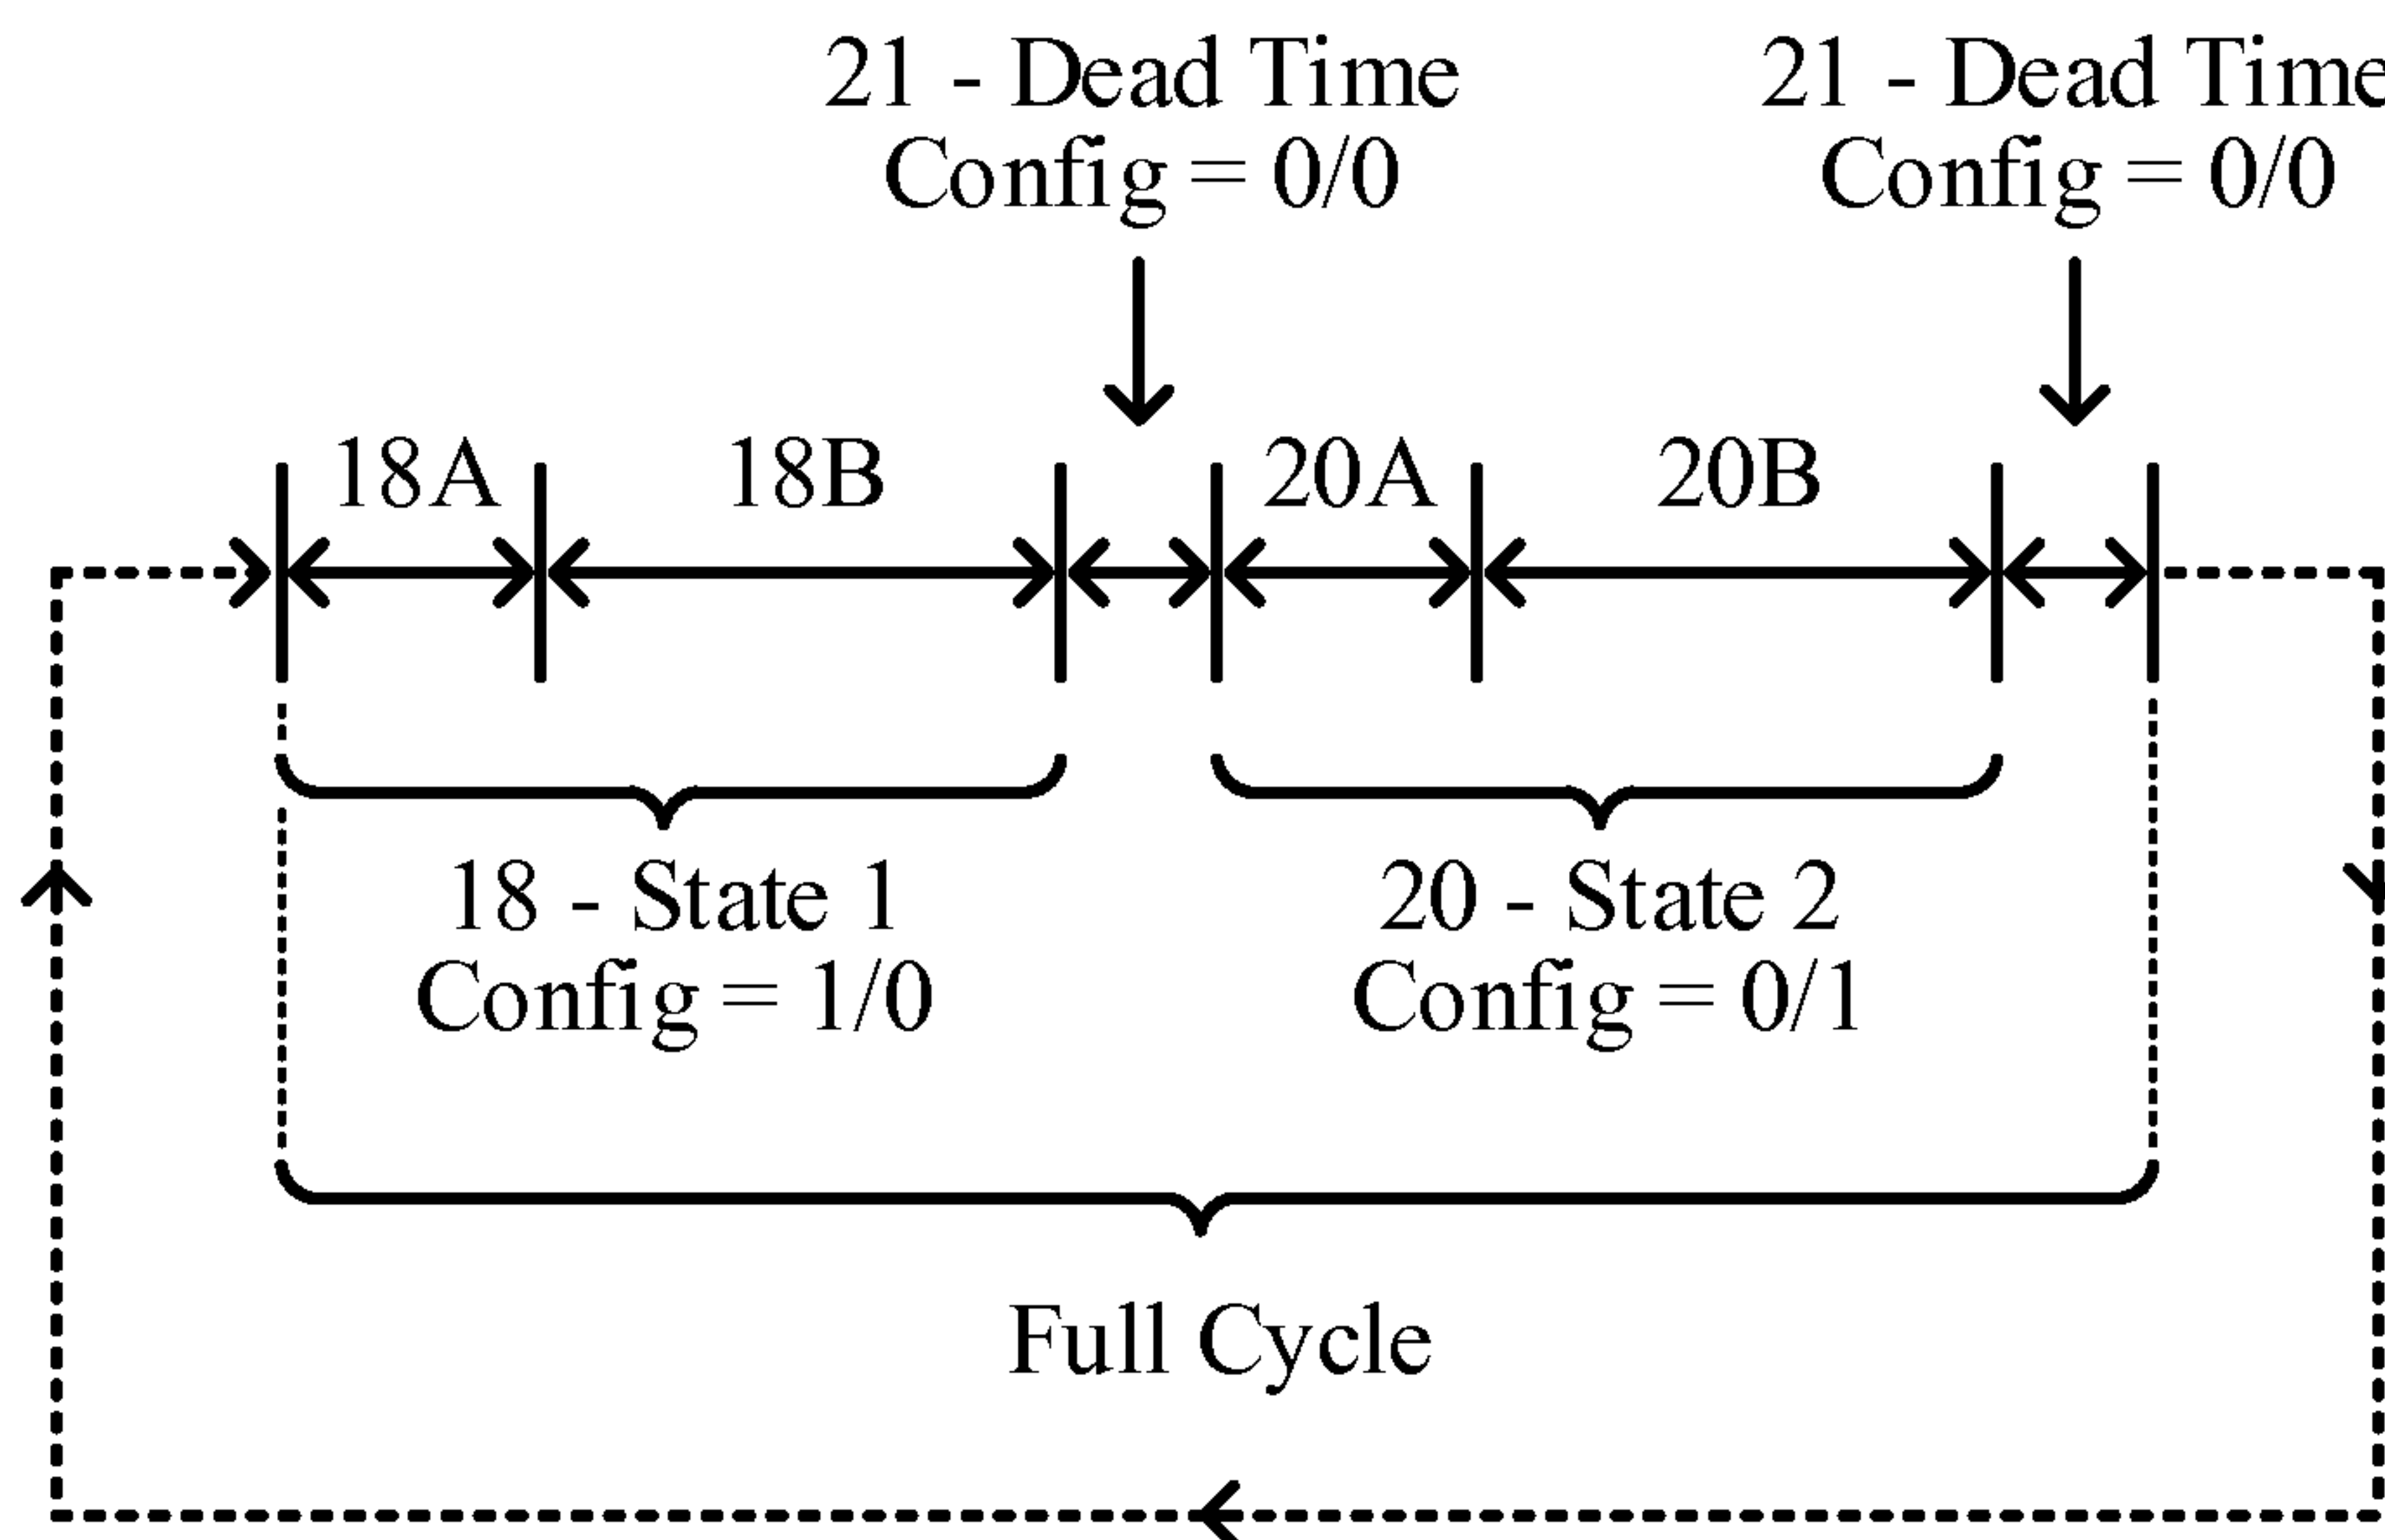 21 - Dead Time
Config = 0/0
21 - Dead Time
Config = 0/0
18A
18B
20A
20B
18 - State 1
Config = 1/0
20 - State 2
Config = 0/1
Full Cycle